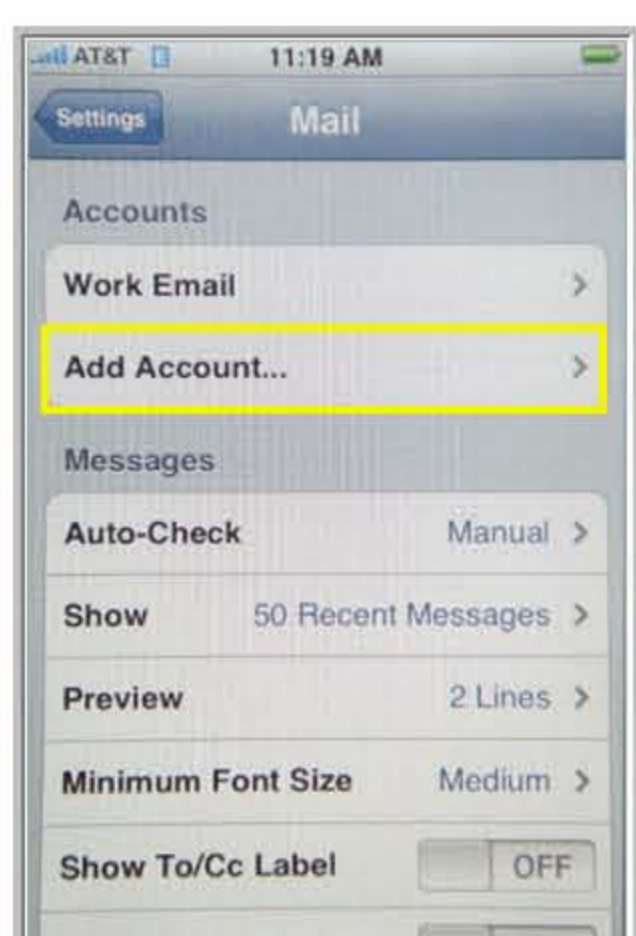 AT&T 11:19 AM
Settings Mail
Accounts
Work Email
Add Account...
Messages
Auto-Check Manual
Show 50 Recent Messages
Preview 2 Lines
Minimum Font Size Medium
Show To/Cc Label OFF